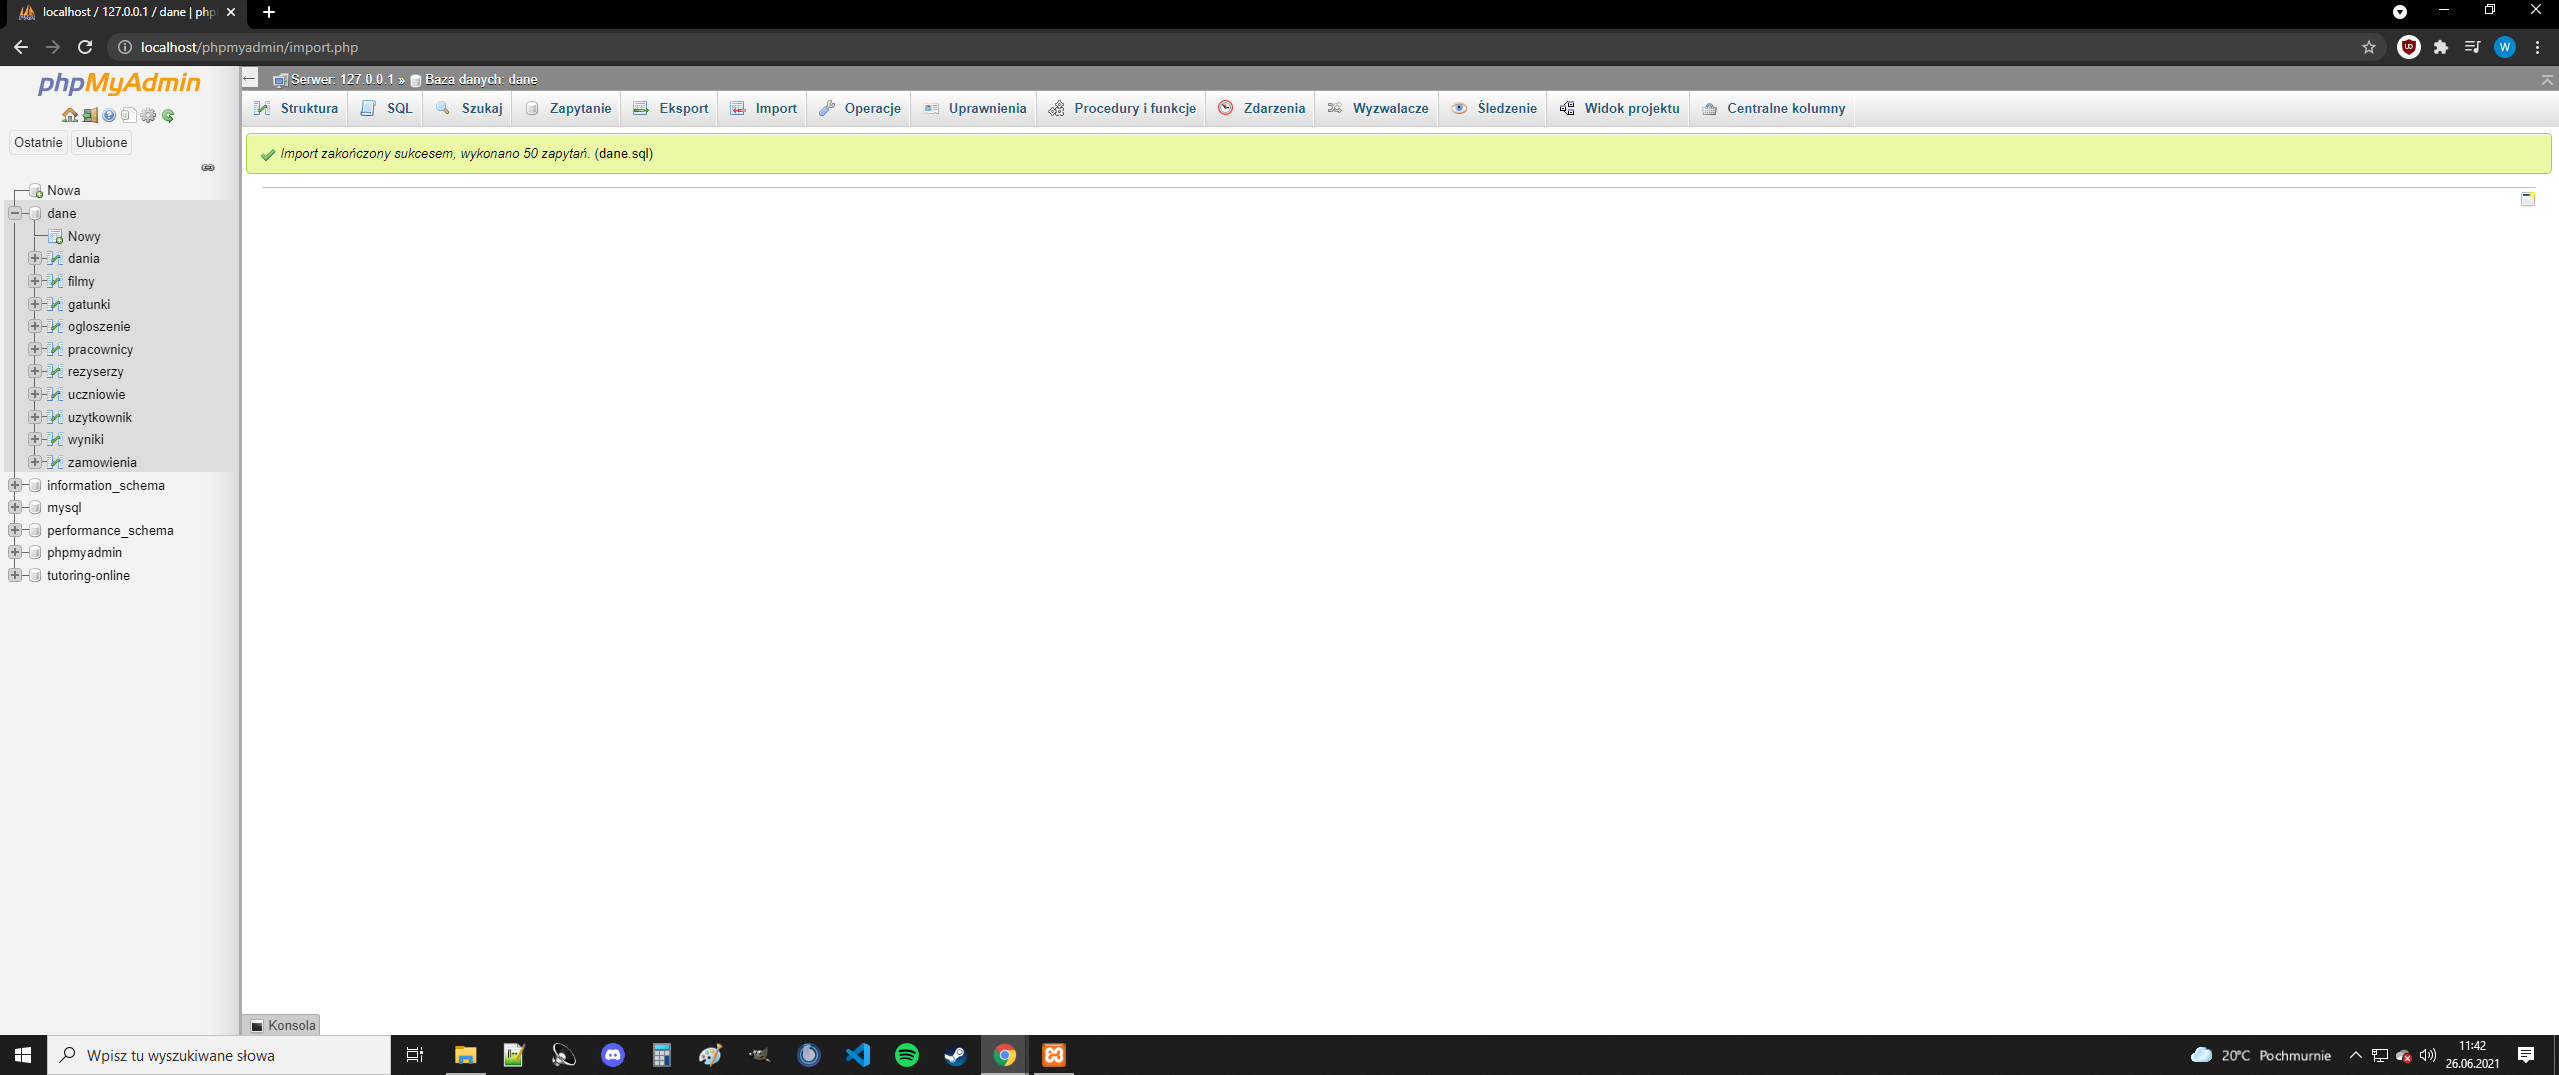 localhost / 127.0.0.1 / dane | php
localhost/phpmyadmin/import.php
W
phpMyAdmin
Ostatnie Ulubione
Nowa
dane
Nowy
dania
filmy
gatunki
ogloszenie
pracownicy
rezyserzy
uczniowie
uzytkownik
wyniki
zamowienia
information_schema
mysql
performance_schema
phpmyadmin
tutoring-online
Serwer: 127.0.0.1 » Baza danych: dane
Struktura SQL Szukaj Zapytanie Eksport Import Operacje Uprawnienia Procedury i funkcje Zdarzenia Wyzwalacze Śledzenie Widok projektu Centralne kolumny
Import zakończony sukcesem, wykonano 50 zapytań. (dane.sql)
Konsola
Wpisz tu wyszukiwane słowa
20°C Pochmurnie
11:42
26.06.2021